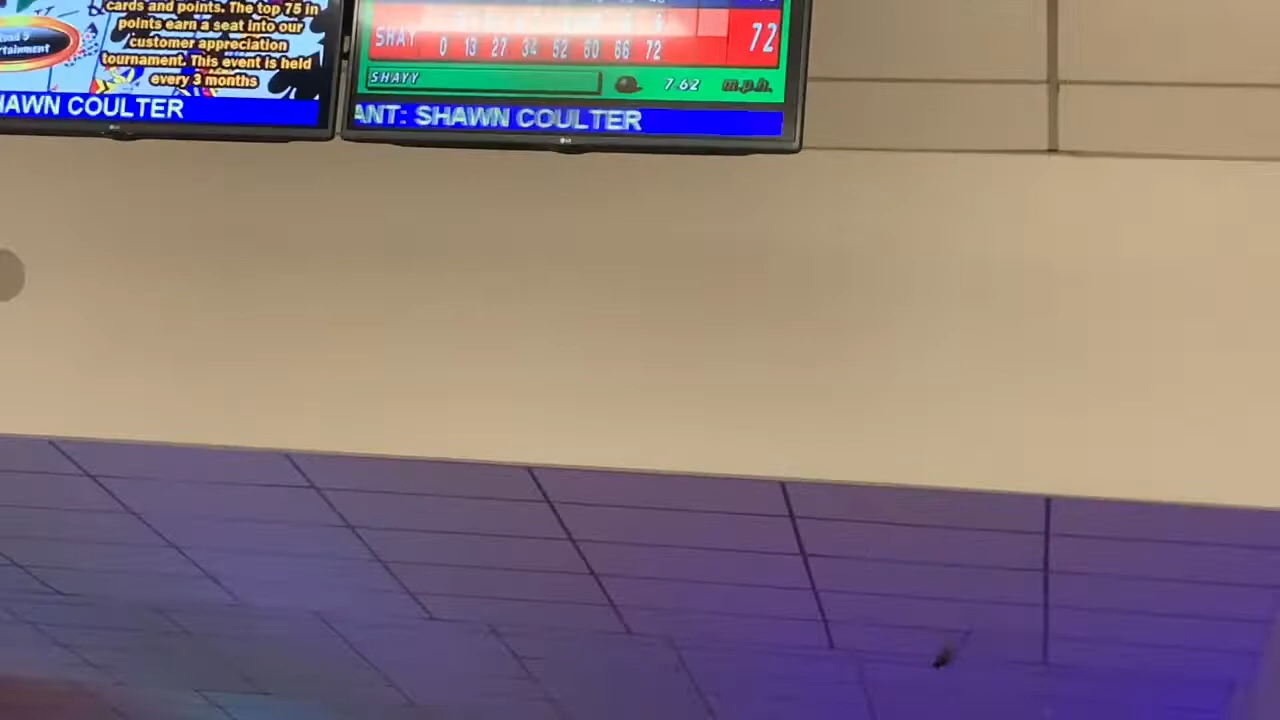 cards and points. The top 75 in
points earn a seat into our
customer appreciation
tournament. This event is held
every 3 months
HAWN COULTER
SHAY 0 13 27 34 52 60 66 72 72
SHAYY 7.62 m.p.h.
ANT: SHAWN COULTER
LG